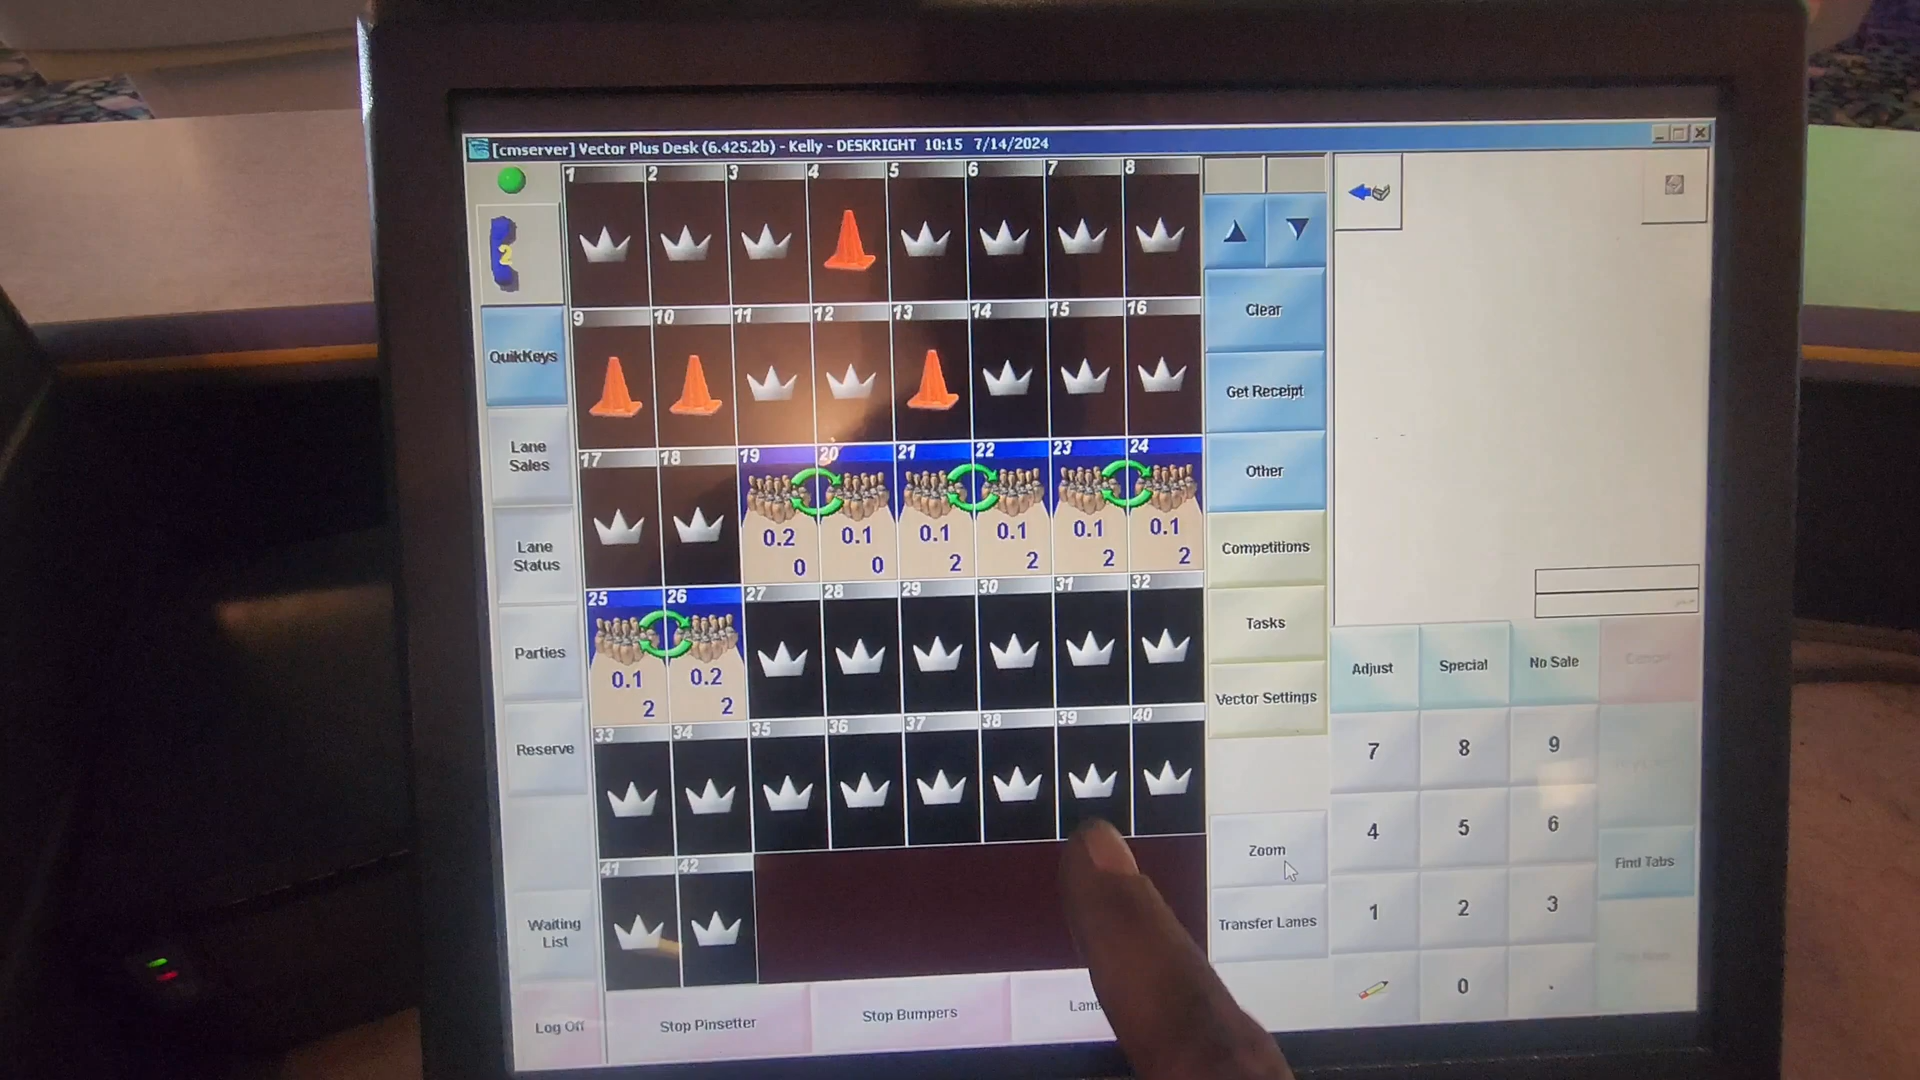 [cmserver] Vector Plus Desk (6.425.2b) - Kelly - DESKRIGHT 10:15 7/14/2024
1 2 3 4 5 6 7 8
2
Clear
QuikKeys
9 10 11 12 13 14 15 16
Get Receipt
Lane
Sales
17 18 19 20 21 22 23 24
Other
0.2 0.1 0.1 0.1 0.1 0.1
0 0 2 2 2 2
Lane
Status
Competitions
25 26 27 28 29 30 31 32
Tasks
0.1 0.2
2 2
Parties
Adjust Special No Sale Cancel
Vector Settings
33 34 35 36 37 38 39 40
Reserve
7 8 9
4 5 6
Zoom
Find Tabs
41 42
Waiting
List
Transfer Lanes
1 2 3
0 .
Log Off
Stop Pinsetter
Stop Bumpers
Lane